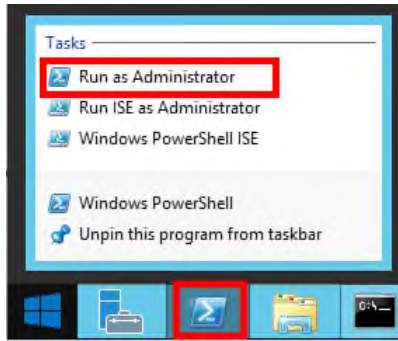 Tasks
Run as Administrator
Run ISE as Administrator
Windows PowerShell ISE
Windows PowerShell
Unpin this program from taskbar
C:\_